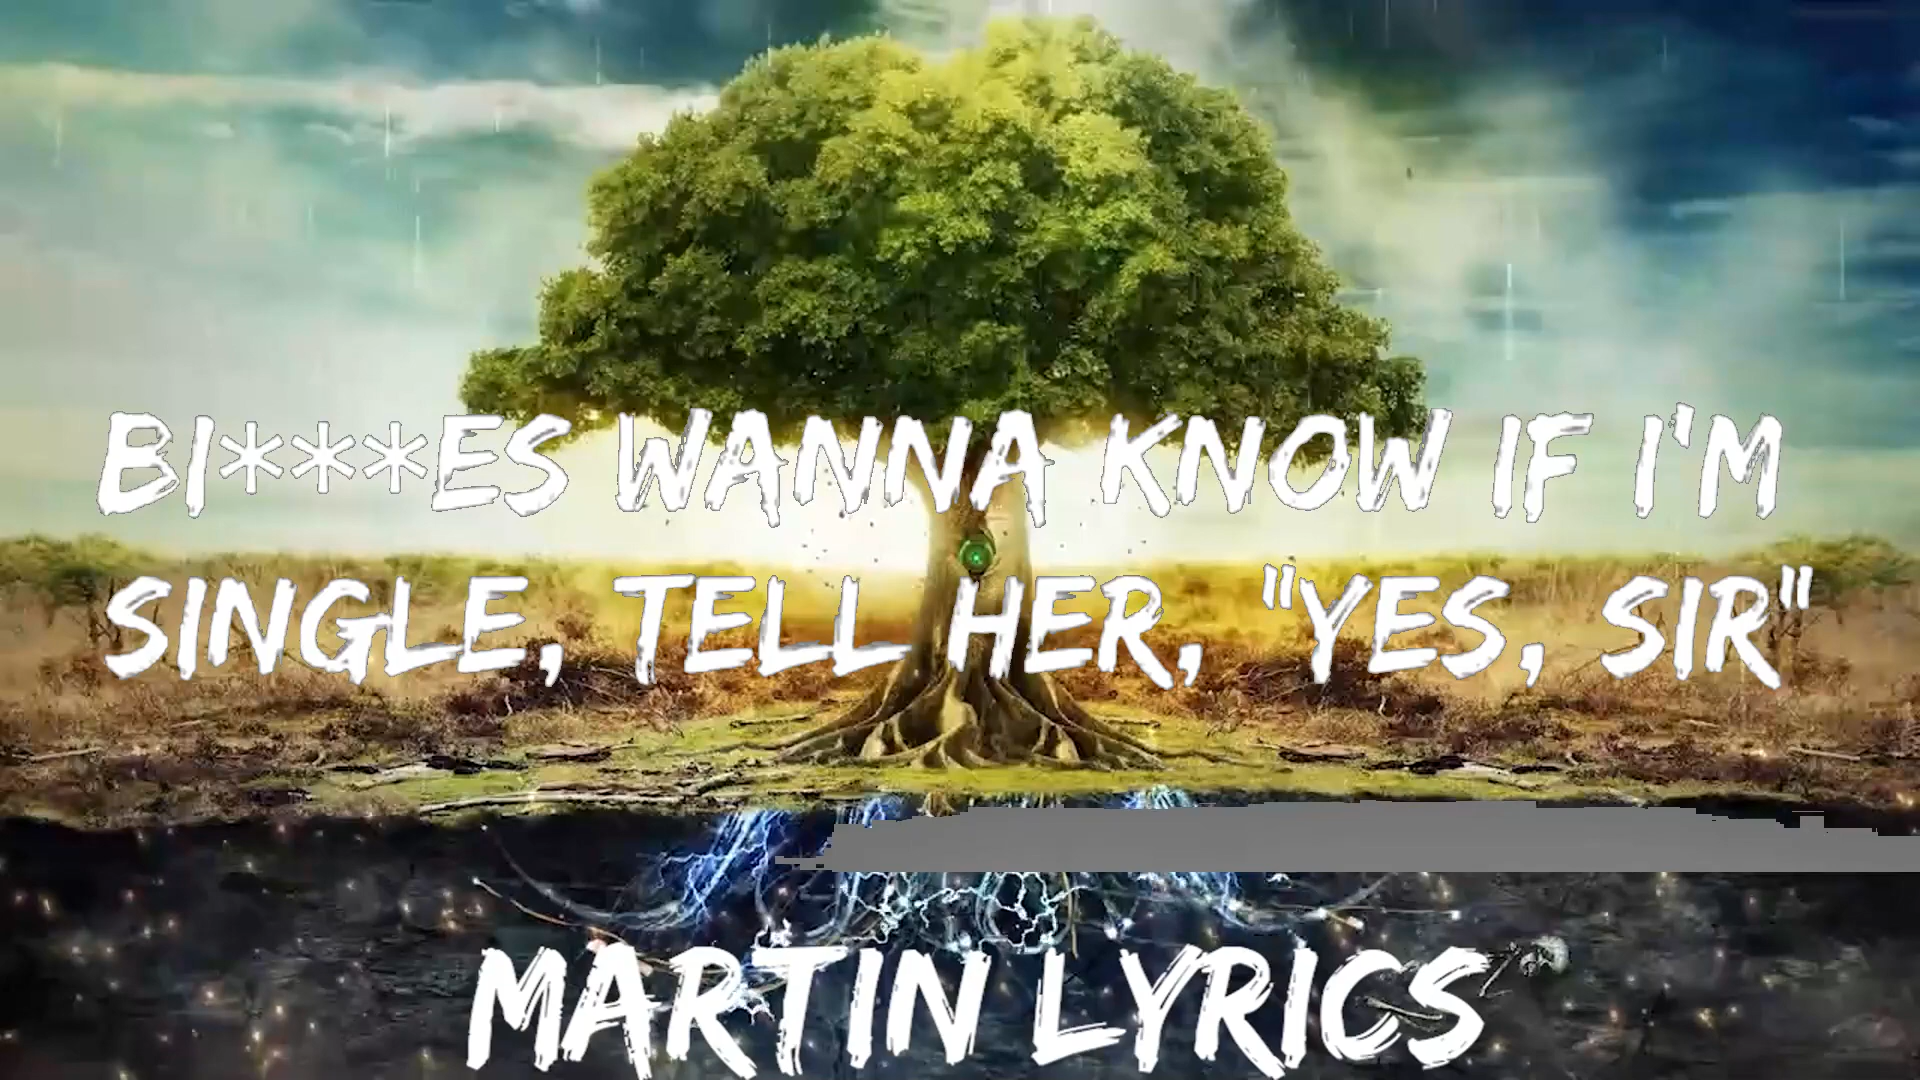 BI***ES WANNA KNOW IF I'M
SINGLE, TELL HER, "YES, SIR"
MARTIN LYRICS